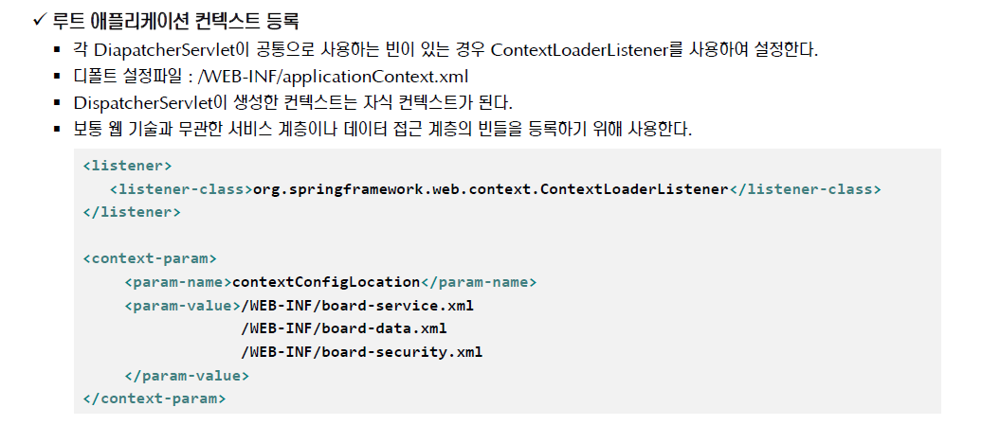 ✓ 루트 애플리케이션 컨텍스트 등록
▪ 각 DiapatcherServlet이 공통으로 사용하는 빈이 있는 경우 ContextLoaderListener를 사용하여 설정한다.
▪ 디폴트 설정파일 : /WEB-INF/applicationContext.xml
▪ DispatcherServlet이 생성한 컨텍스트는 자식 컨텍스트가 된다.
▪ 보통 웹 기술과 무관한 서비스 계층이나 데이터 접근 계층의 빈들을 등록하기 위해 사용한다.
<listener>
<listener-class>org.springframework.web.context.ContextLoaderListener</listener-class>
</listener>
<context-param>
<param-name>contextConfigLocation</param-name>
<param-value>/WEB-INF/board-service.xml
/WEB-INF/board-data.xml
/WEB-INF/board-security.xml
</param-value>
</context-param>